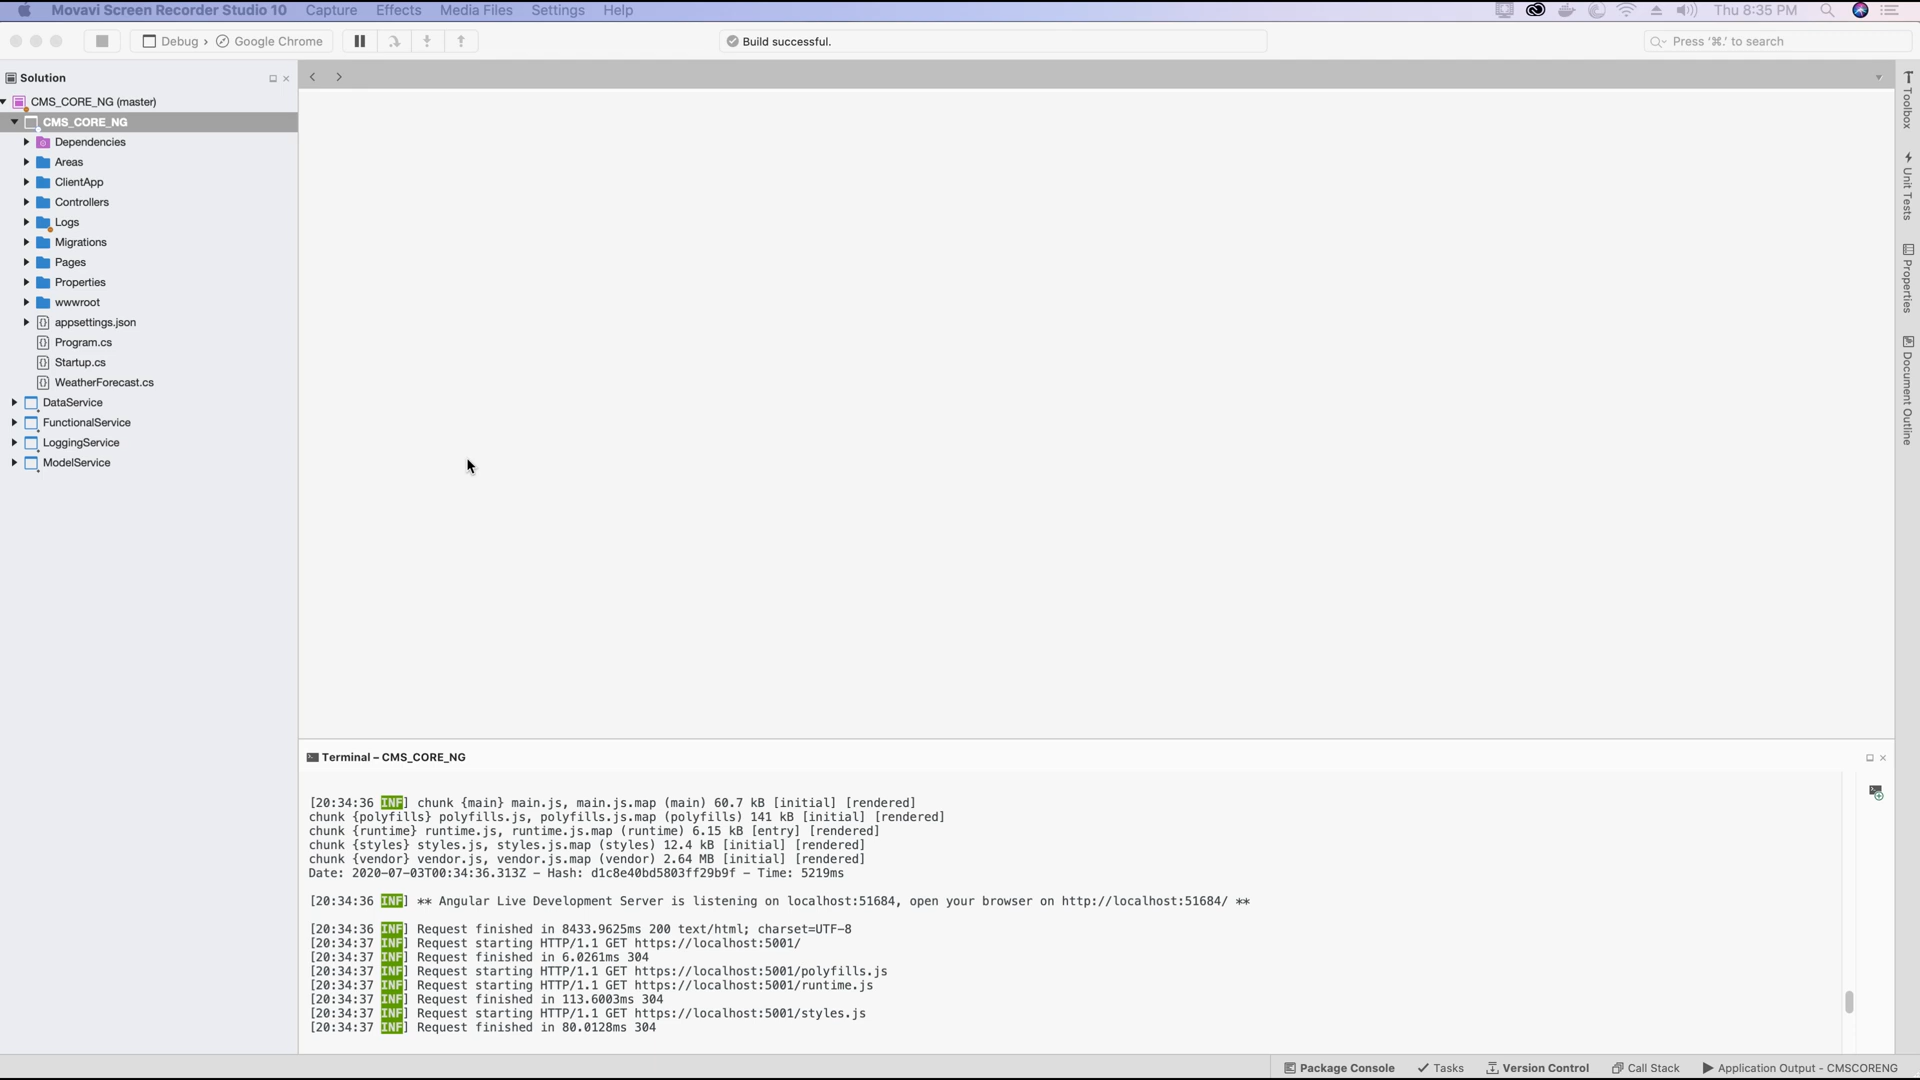 Movavi Screen Recorder Studio 10 Capture Effects Media Files Settings Help Thu 8:35 PM
Debug › Google Chrome Build successful. Press ‘⌘.’ to search
Solution
CMS_CORE_NG (master)
CMS_CORE_NG
Dependencies
Areas
ClientApp
Controllers
Logs
Migrations
Pages
Properties
wwwroot
appsettings.json
Program.cs
Startup.cs
WeatherForecast.cs
DataService
FunctionalService
LoggingService
ModelService
Toolbox
Unit Tests
Properties
Document Outline
Terminal – CMS_CORE_NG
[20:34:36 INF] chunk {main} main.js, main.js.map (main) 60.7 kB [initial] [rendered]
chunk {polyfills} polyfills.js, polyfills.js.map (polyfills) 141 kB [initial] [rendered]
chunk {runtime} runtime.js, runtime.js.map (runtime) 6.15 kB [entry] [rendered]
chunk {styles} styles.js, styles.js.map (styles) 12.4 kB [initial] [rendered]
chunk {vendor} vendor.js, vendor.js.map (vendor) 2.64 MB [initial] [rendered]
Date: 2020-07-03T00:34:36.313Z - Hash: d1c8e40bd5803ff29b9f - Time: 5219ms
[20:34:36 INF] ** Angular Live Development Server is listening on localhost:51684, open your browser on http://localhost:51684/ **
[20:34:36 INF] Request finished in 8433.9625ms 200 text/html; charset=UTF-8
[20:34:37 INF] Request starting HTTP/1.1 GET https://localhost:5001/
[20:34:37 INF] Request finished in 6.0261ms 304
[20:34:37 INF] Request starting HTTP/1.1 GET https://localhost:5001/polyfills.js
[20:34:37 INF] Request starting HTTP/1.1 GET https://localhost:5001/runtime.js
[20:34:37 INF] Request finished in 113.6003ms 304
[20:34:37 INF] Request starting HTTP/1.1 GET https://localhost:5001/styles.js
[20:34:37 INF] Request finished in 80.0128ms 304
Package Console Tasks Version Control Call Stack Application Output - CMSCORENG